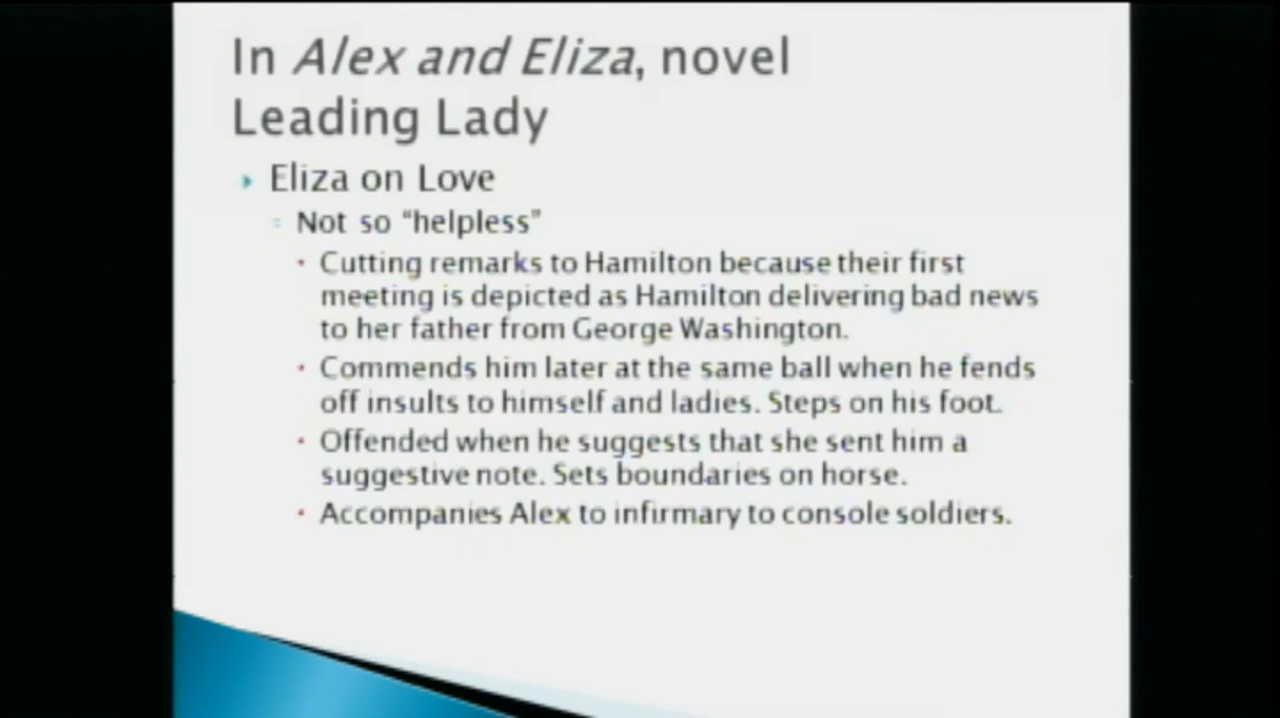 In Alex and Eliza, novel
Leading Lady
Eliza on Love
Not so “helpless”
Cutting remarks to Hamilton because their first
meeting is depicted as Hamilton delivering bad news
to her father from George Washington.
Commends him later at the same ball when he fends
off insults to himself and ladies. Steps on his foot.
Offended when he suggests that she sent him a
suggestive note. Sets boundaries on horse.
Accompanies Alex to infirmary to console soldiers.